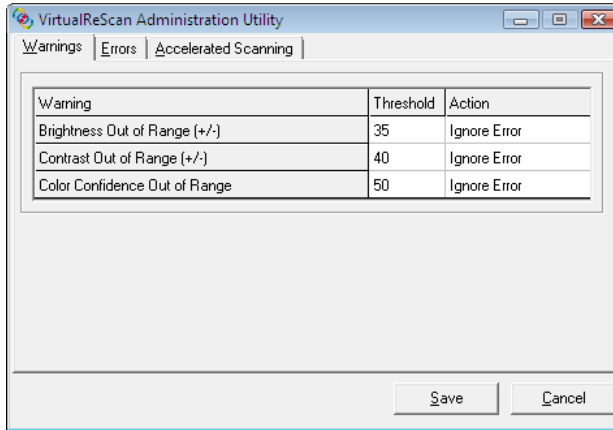 VirtualReScan Administration Utility
Warnings Errors Accelerated Scanning
Warning Threshold Action
Brightness Out of Range (+/-) 35 Ignore Error
Contrast Out of Range (+/-) 40 Ignore Error
Color Confidence Out of Range 50 Ignore Error
Save Cancel